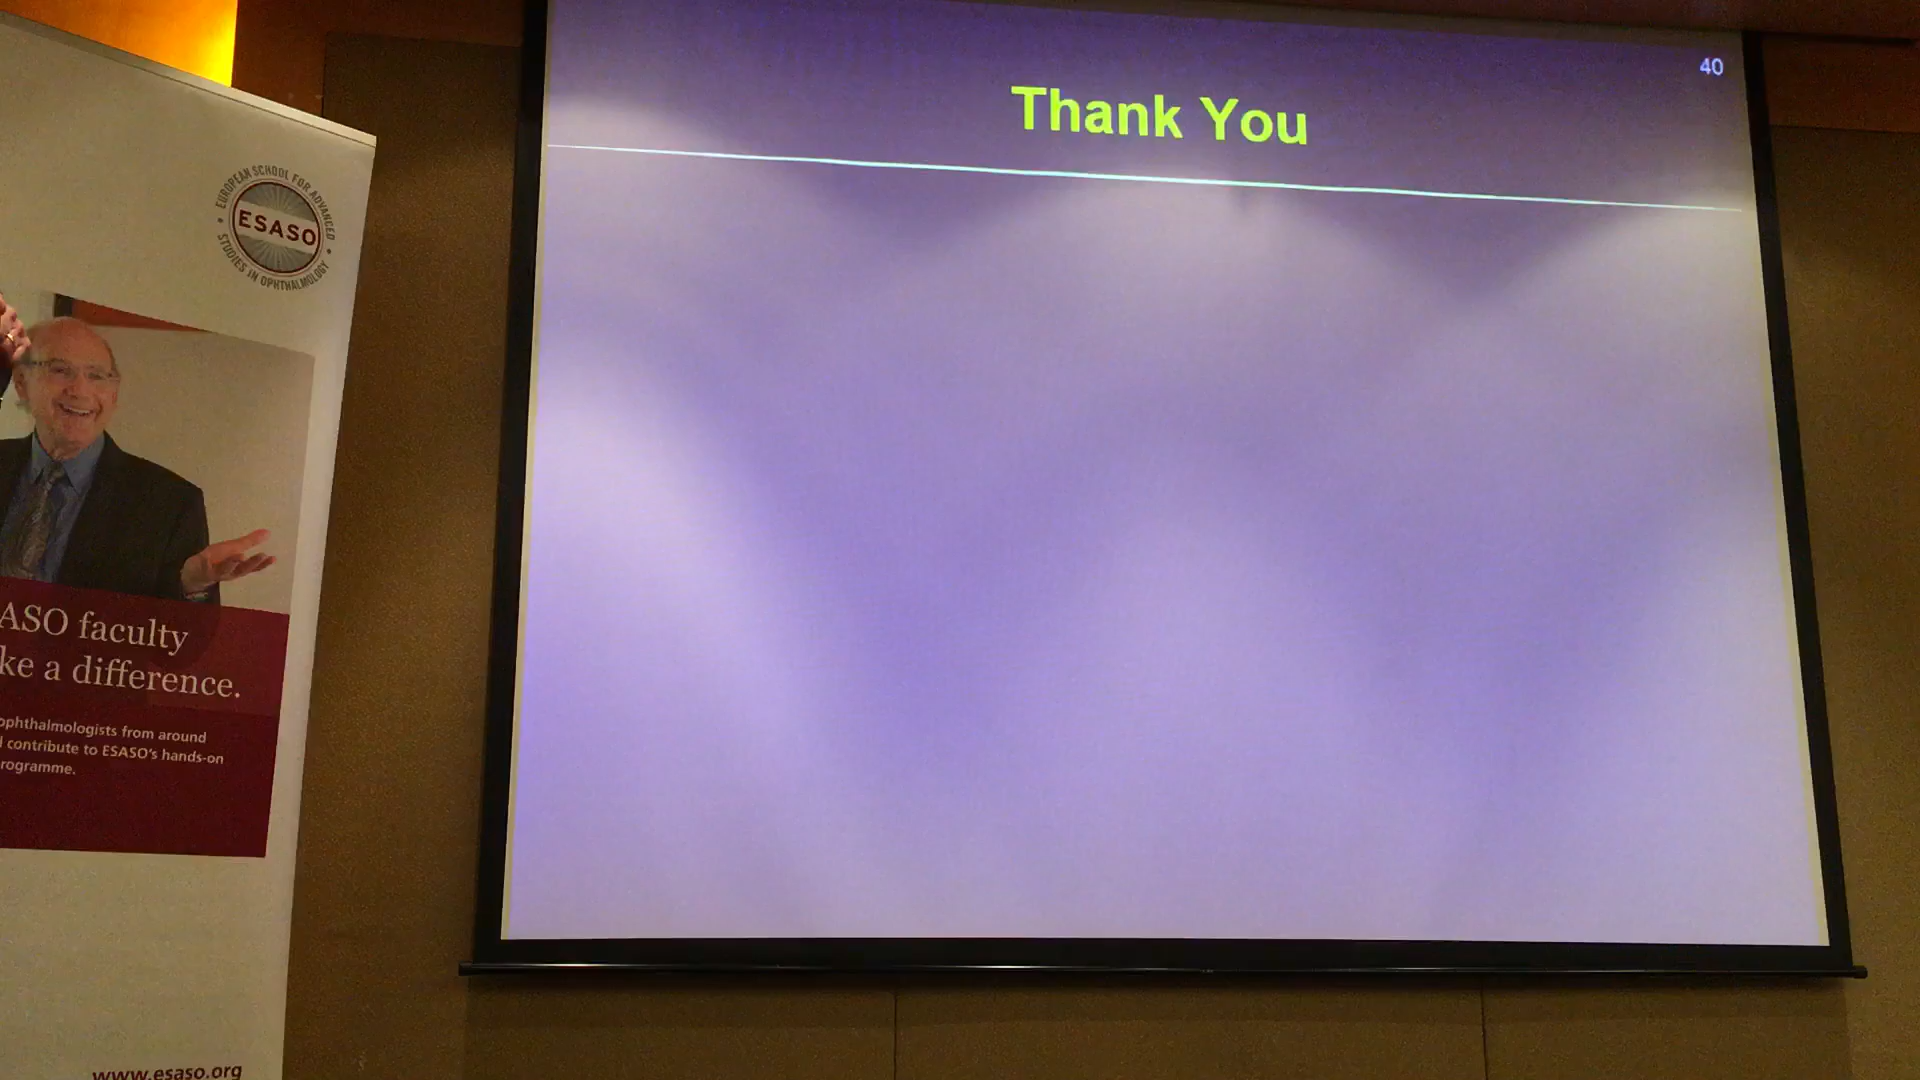 40
Thank You
EUROPEAN SCHOOL FOR ADVANCED
STUDIES IN OPHTHALMOLOGY
ESASO
ASO faculty
ke a difference.
ophthalmologists from around
contribute to ESASO's hands-on
rogramme.
www.esaso.org